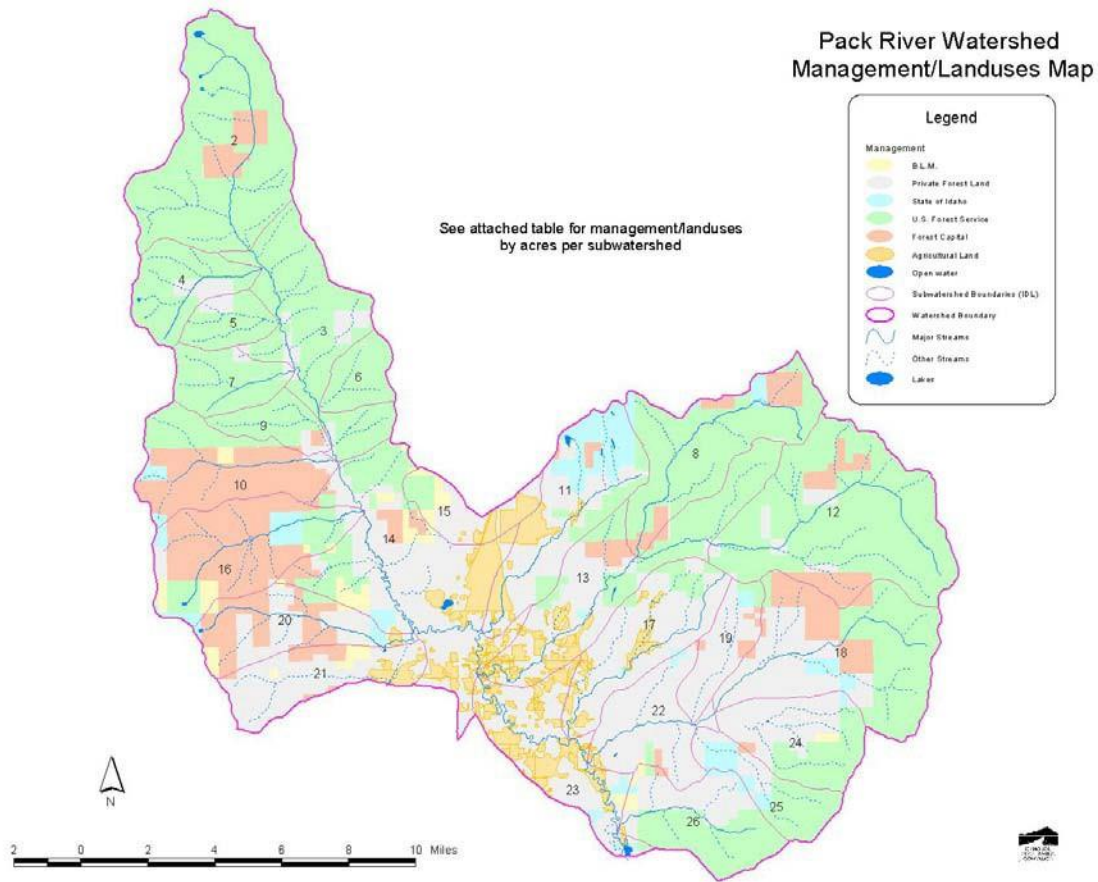 Pack River Watershed
Management/Landuses Map
Legend
Management
B.L.M.
Private Forest Land
State of Idaho
U.S. Forest Service
Forest Capital
Agricultural Land
Open water
Subwatershed Boundaries (IDL)
Watershed Boundary
Major Streams
Other Streams
Lakes
See attached table for management/landuses
by acres per subwatershed
2
4
5
3
7
6
9
8
10
11
15
12
14
16
13
20
17
19
18
21
22
24
23
25
26
N
2 0 2 4 6 8 10 Miles